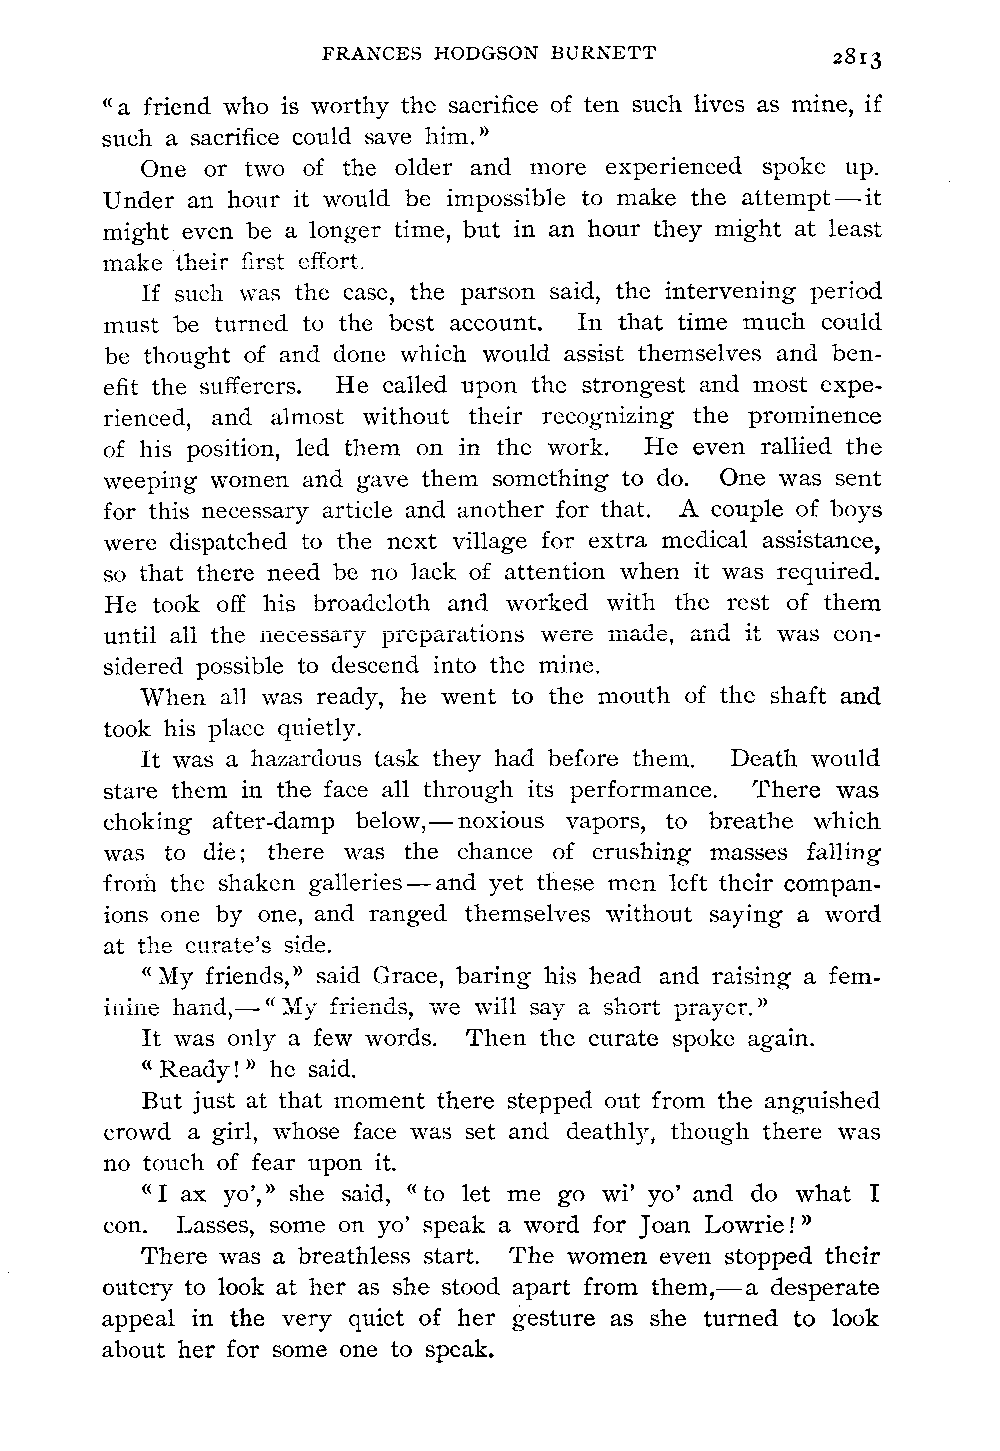 FRANCES HODGSON BURNETT 2813
"a friend who is worthy the sacrifice of ten such lives as mine, if
such a sacrifice could save him."
One or two of the older and more experienced spoke up.
Under an hour it would be impossible to make the attempt—it
might even be a longer time, but in an hour they might at least
make their first effort.
If such was the case, the parson said, the intervening period
must be turned to the best account. In that time much could
be thought of and done which would assist themselves and ben-
efit the sufferers. He called upon the strongest and most expe-
rienced, and almost without their recognizing the prominence
of his position, led them on in the work. He even rallied the
weeping women and gave them something to do. One was sent
for this necessary article and another for that. A couple of boys
were dispatched to the next village for extra medical assistance,
so that there need be no lack of attention when it was required.
He took off his broadcloth and worked with the rest of them
until all the necessary preparations were made, and it was con-
sidered possible to descend into the mine.
When all was ready, he went to the mouth of the shaft and
took his place quietly.
It was a hazardous task they had before them. Death would
stare them in the face all through its performance. There was
choking after-damp below,—noxious vapors, to breathe which
was to die; there was the chance of crushing masses falling
from the shaken galleries—and yet these men left their compan-
ions one by one, and ranged themselves without saying a word
at the curate's side.
"My friends," said Grace, baring his head and raising a fem-
inine hand,—"My friends, we will say a short prayer."
It was only a few words. Then the curate spoke again.
"Ready!" he said.
But just at that moment there stepped out from the anguished
crowd a girl, whose face was set and deathly, though there was
no touch of fear upon it.
"I ax yo'," she said, "to let me go wi' yo' and do what I
con. Lasses, some on yo' speak a word for Joan Lowrie!"
There was a breathless start. The women even stopped their
outcry to look at her as she stood apart from them,—a desperate
appeal in the very quiet of her gesture as she turned to look
about her for some one to speak.